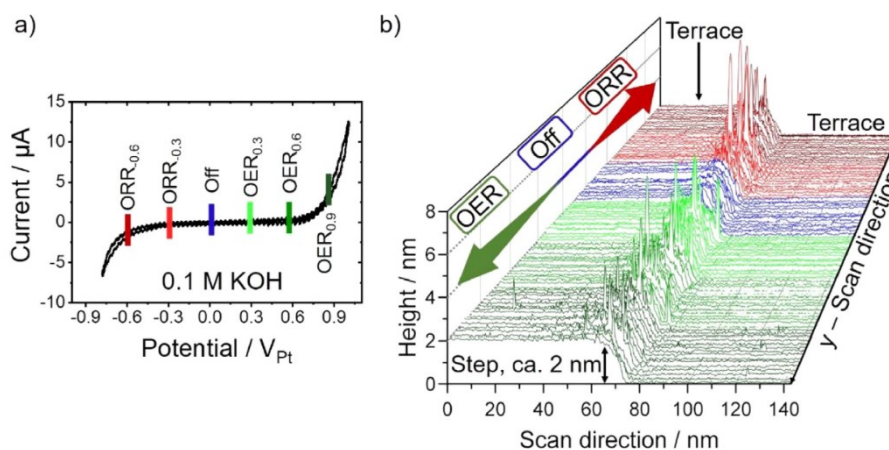 a)
Current / µA
15
10
5
0
-5
-10
ORR-0.6
ORR-0.3
Off
OER0.3
OER0.6
OER0.9
0.1 M KOH
-0.9 -0.6 -0.3 0.0 0.3 0.6 0.9
Potential / VPt
b)
Terrace
Terrace
ORR
Off
OER
Height / nm
8
6
4
2
0
Step, ca. 2 nm
0 20 40 60 80 100 120 140
Scan direction / nm
y – Scan direction